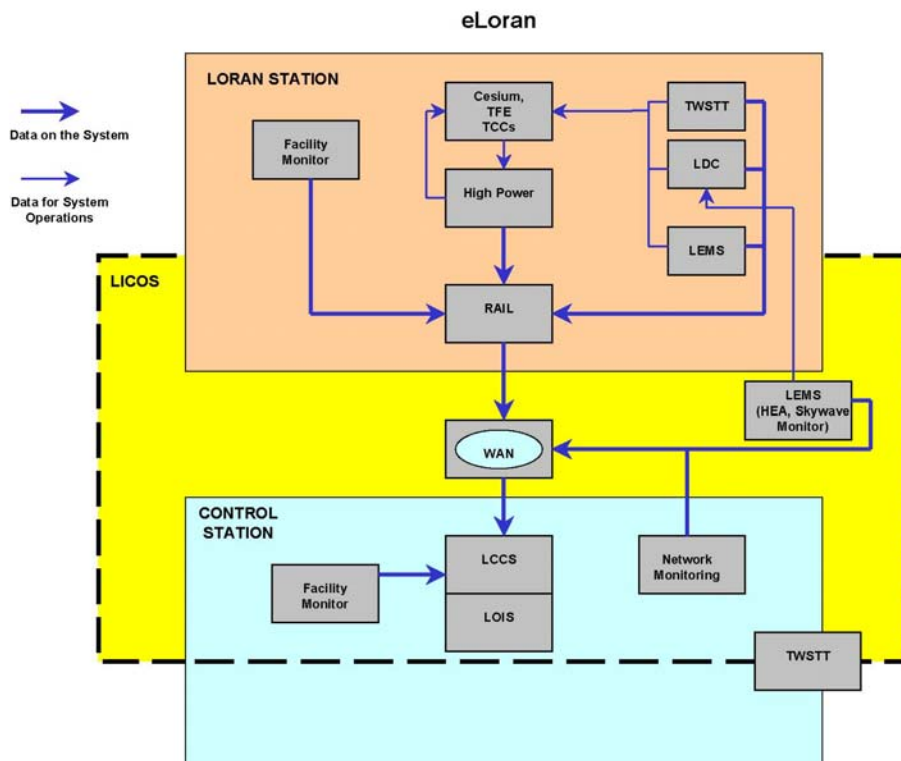 eLoran
LORAN STATION
Data on the System
Data for System
Operations
Facility
Monitor
Cesium,
TFE
TCCs
High Power
TWSTT
LDC
LEMS
RAIL
LICOS
LEMS
(HEA, Skywave
Monitor)
WAN
CONTROL
STATION
Facility
Monitor
LCCS
LOIS
Network
Monitoring
TWSTT